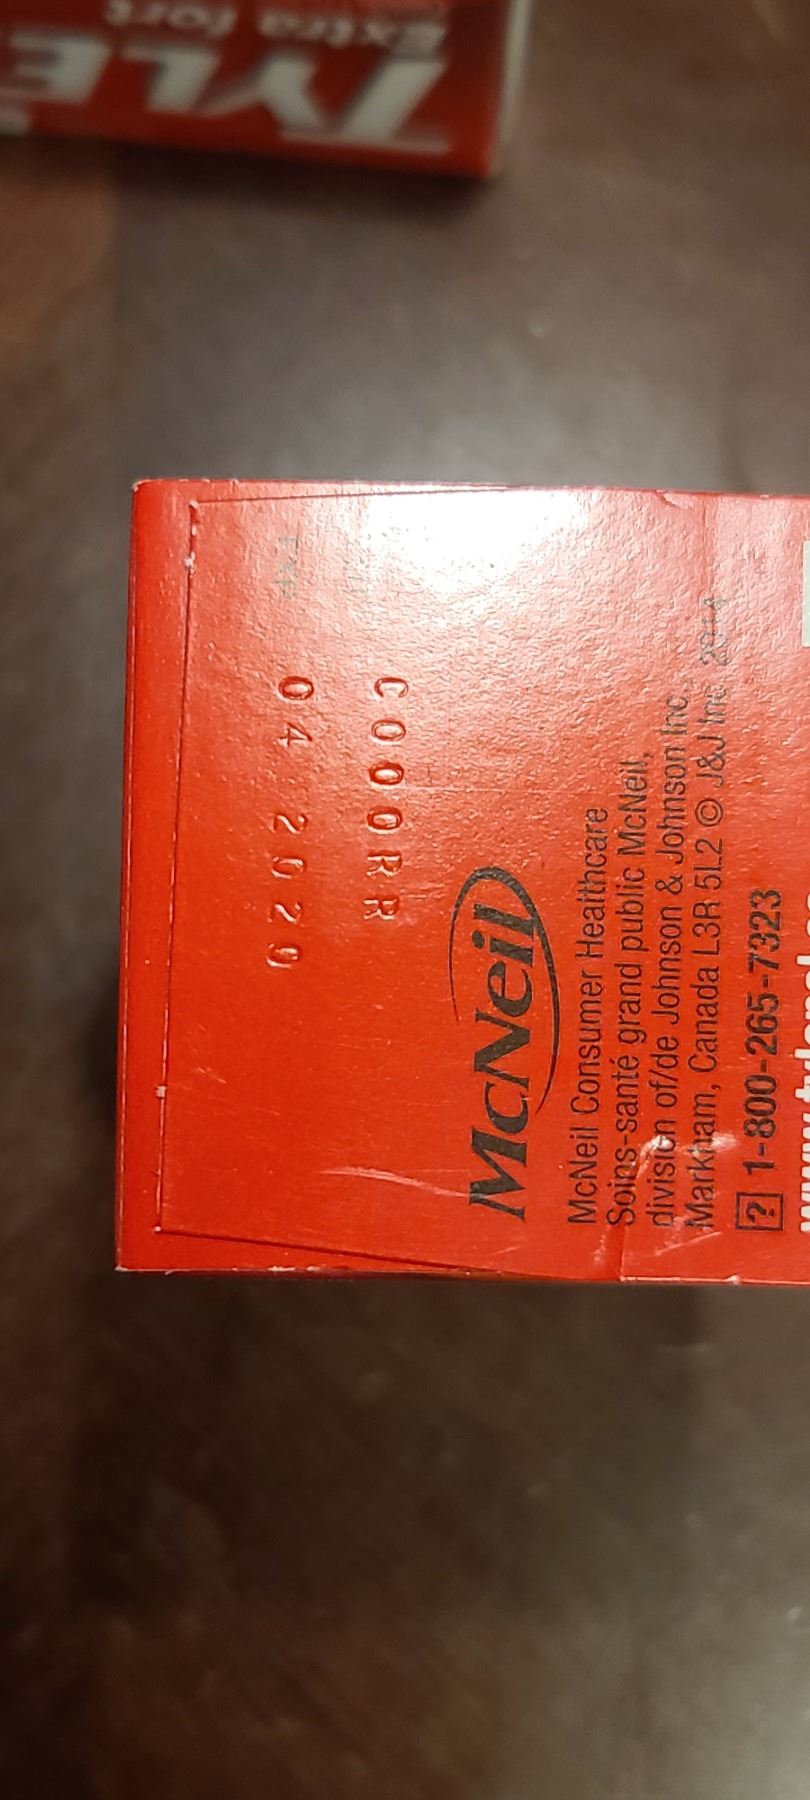 TYLE
Extra fort
C000RR
EXP 04 2020
McNeil
McNeil Consumer Healthcare
Soins-santé grand public McNeil,
division of/de Johnson & Johnson Inc.,
Markham, Canada L3R 5L2 © J&J Inc. 2014
? 1-800-265-7323